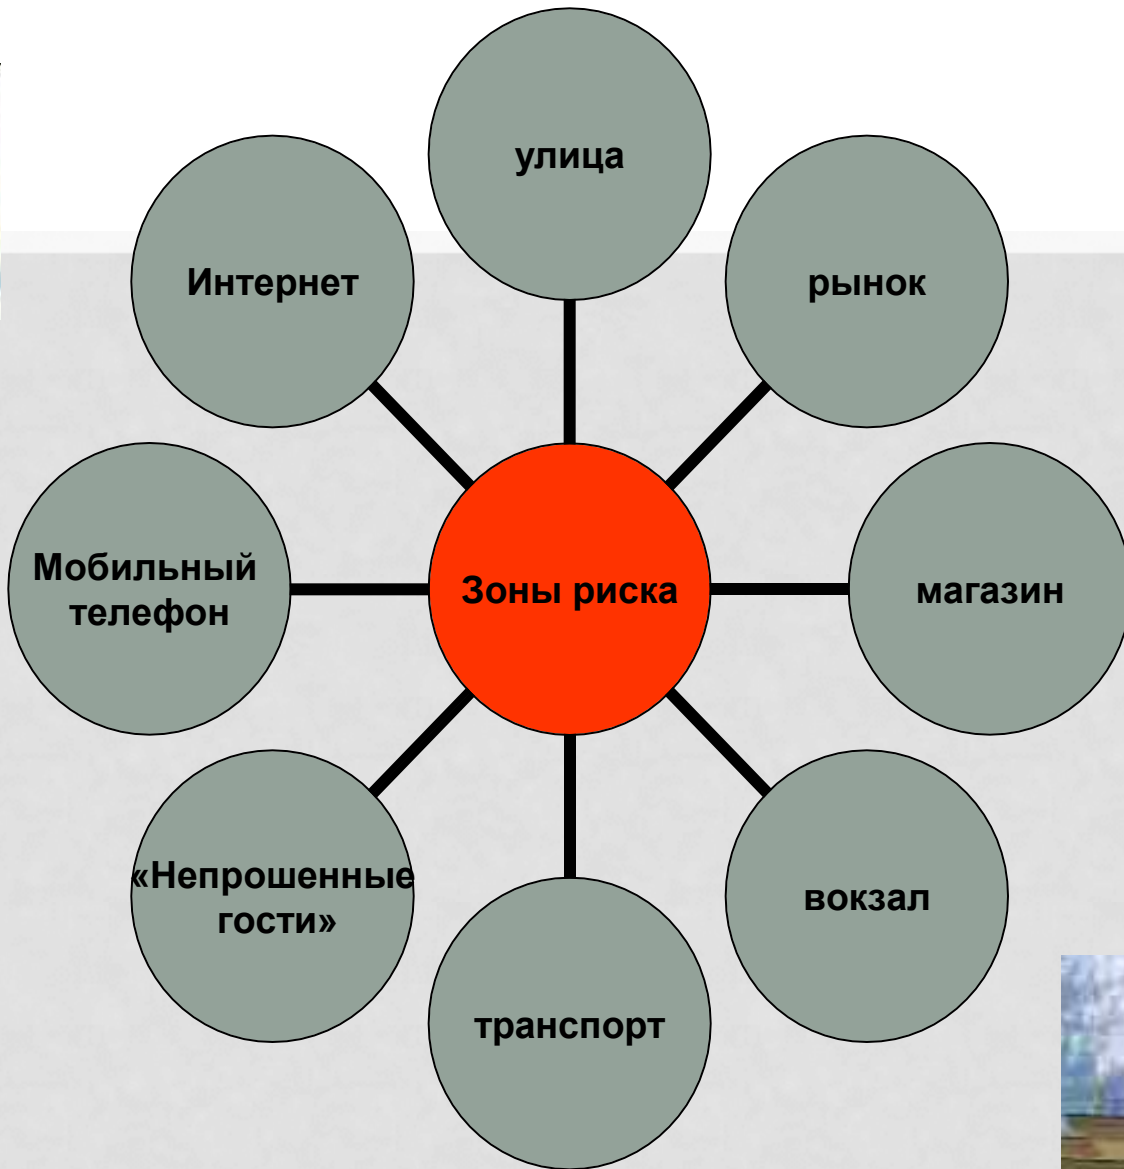 улица
Интернет
рынок
Мобильный
телефон
Зоны риска
магазин
«Непрошенные
гости»
вокзал
транспорт